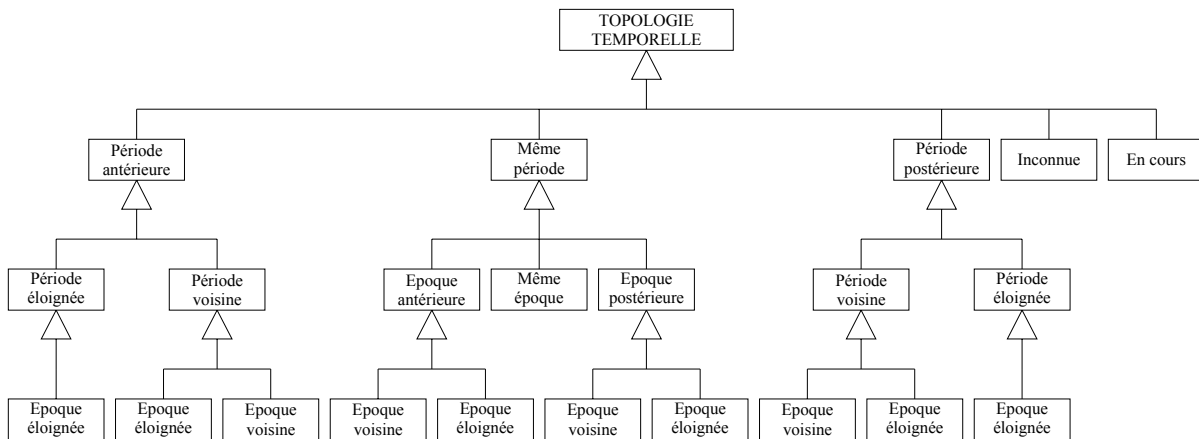 TOPOLOGIE
TEMPORELLE
Période
antérieure
Même
période
Période
postérieure
Inconnue
En cours
Période
éloignée
Période
voisine
Epoque
antérieure
Même
époque
Epoque
postérieure
Période
voisine
Période
éloignée
Epoque
éloignée
Epoque
éloignée
Epoque
voisine
Epoque
voisine
Epoque
éloignée
Epoque
voisine
Epoque
éloignée
Epoque
voisine
Epoque
éloignée
Epoque
éloignée